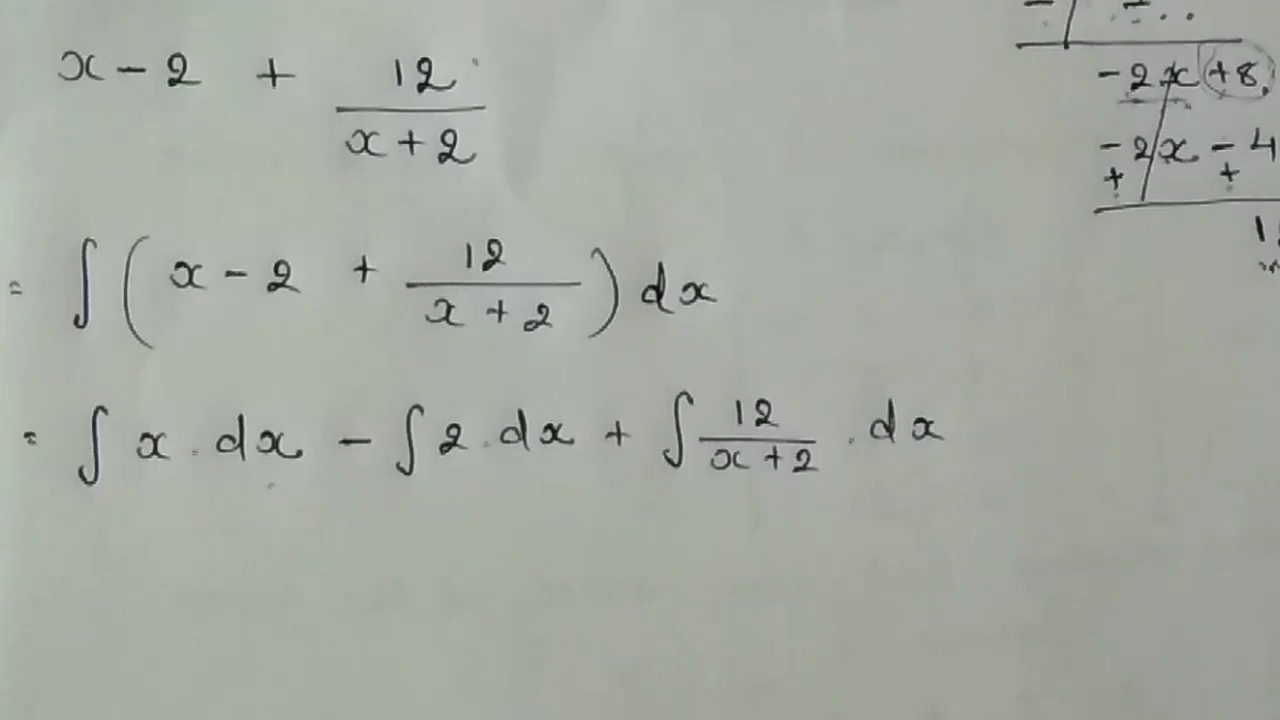 x - 2 + 12/(x + 2)
= ∫ ( x - 2 + 12/(x + 2) ) dx
= ∫ x . dx - ∫ 2 . dx + ∫ 12/(x + 2) . dx
- 2x + 8
- 2x - 4
+ +